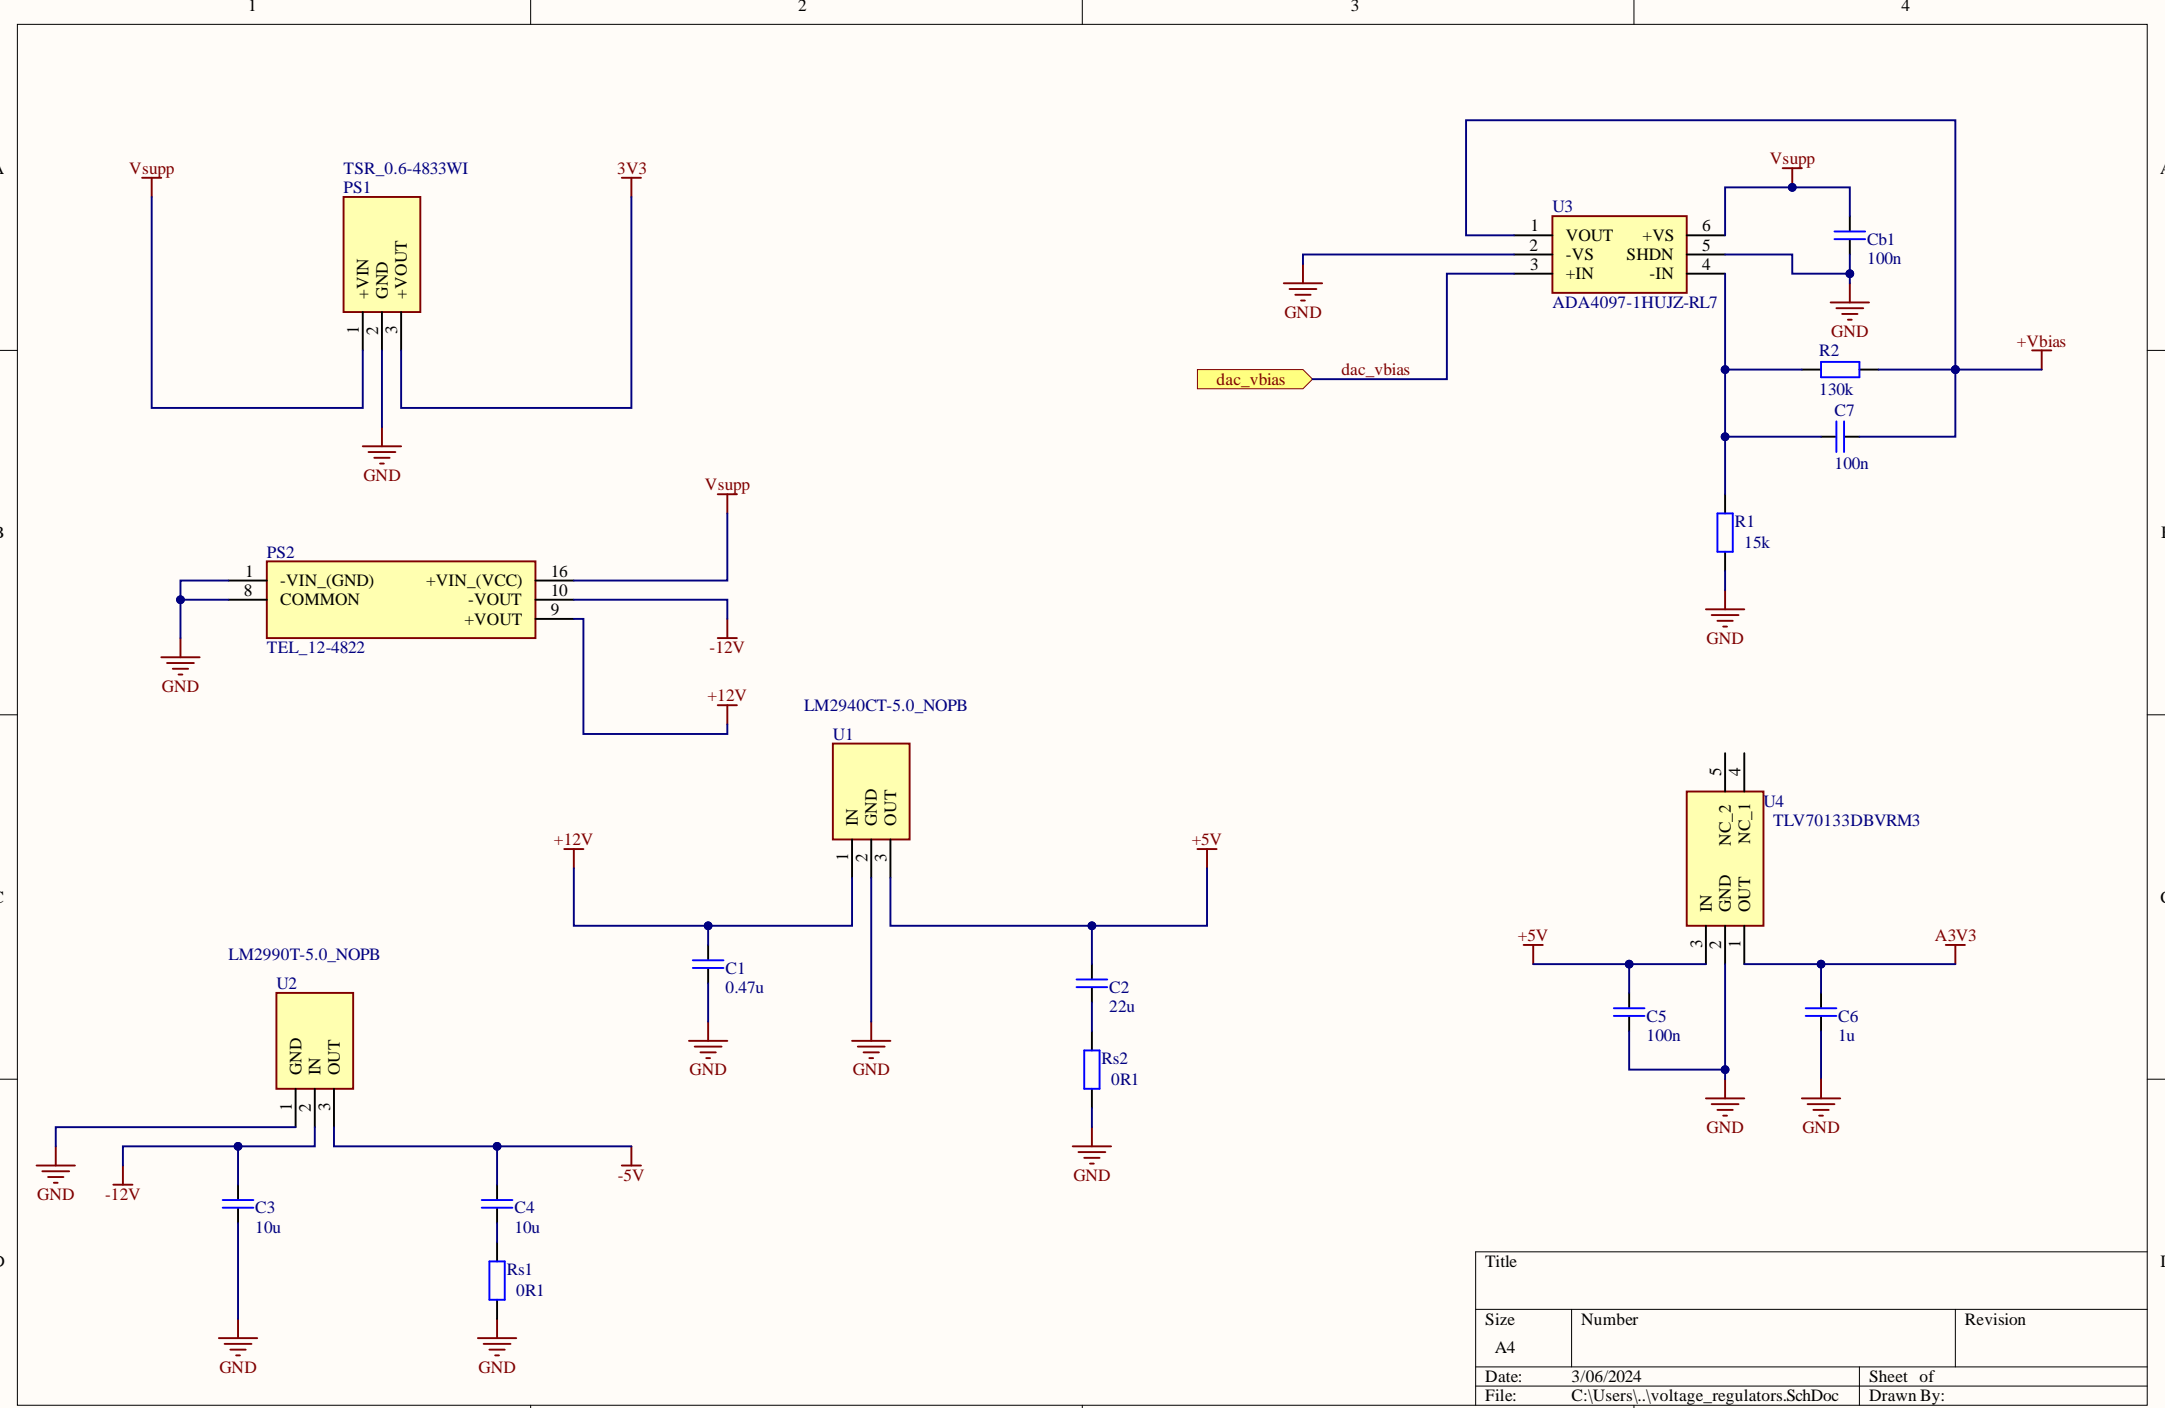 1
2
3
4
Vsupp
TSR_0.6-4833WI
PS1
3V3
+VIN
GND
+VOUT
1
2
3
GND
Vsupp
U3
1
VOUT
+VS
6
2
-VS
SHDN
5
3
+IN
-IN
4
ADA4097-1HUJZ-RL7
Cb1
100n
GND
GND
dac_vbias
dac_vbias
R2
130k
C7
100n
+Vbias
R1
15k
GND
Vsupp
PS2
1
-VIN_(GND)
+VIN_(VCC)
16
8
COMMON
-VOUT
10
+VOUT
9
TEL_12-4822
GND
-12V
+12V
LM2940CT-5.0_NOPB
U1
IN
GND
OUT
1
2
3
+12V
+5V
C1
0.47u
GND
GND
C2
22u
Rs2
0R1
GND
5
4
NC_2
NC_1
U4
TLV70133DBVRM3
IN
GND
OUT
3
2
1
+5V
A3V3
C5
100n
C6
1u
GND
GND
LM2990T-5.0_NOPB
U2
GND
IN
OUT
1
2
3
GND
-12V
-5V
C3
10u
C4
10u
Rs1
0R1
GND
GND
Title
Size
Number
Revision
A4
Date:
3/06/2024
Sheet of
File:
C:\Users\..\voltage_regulators.SchDoc
Drawn By: